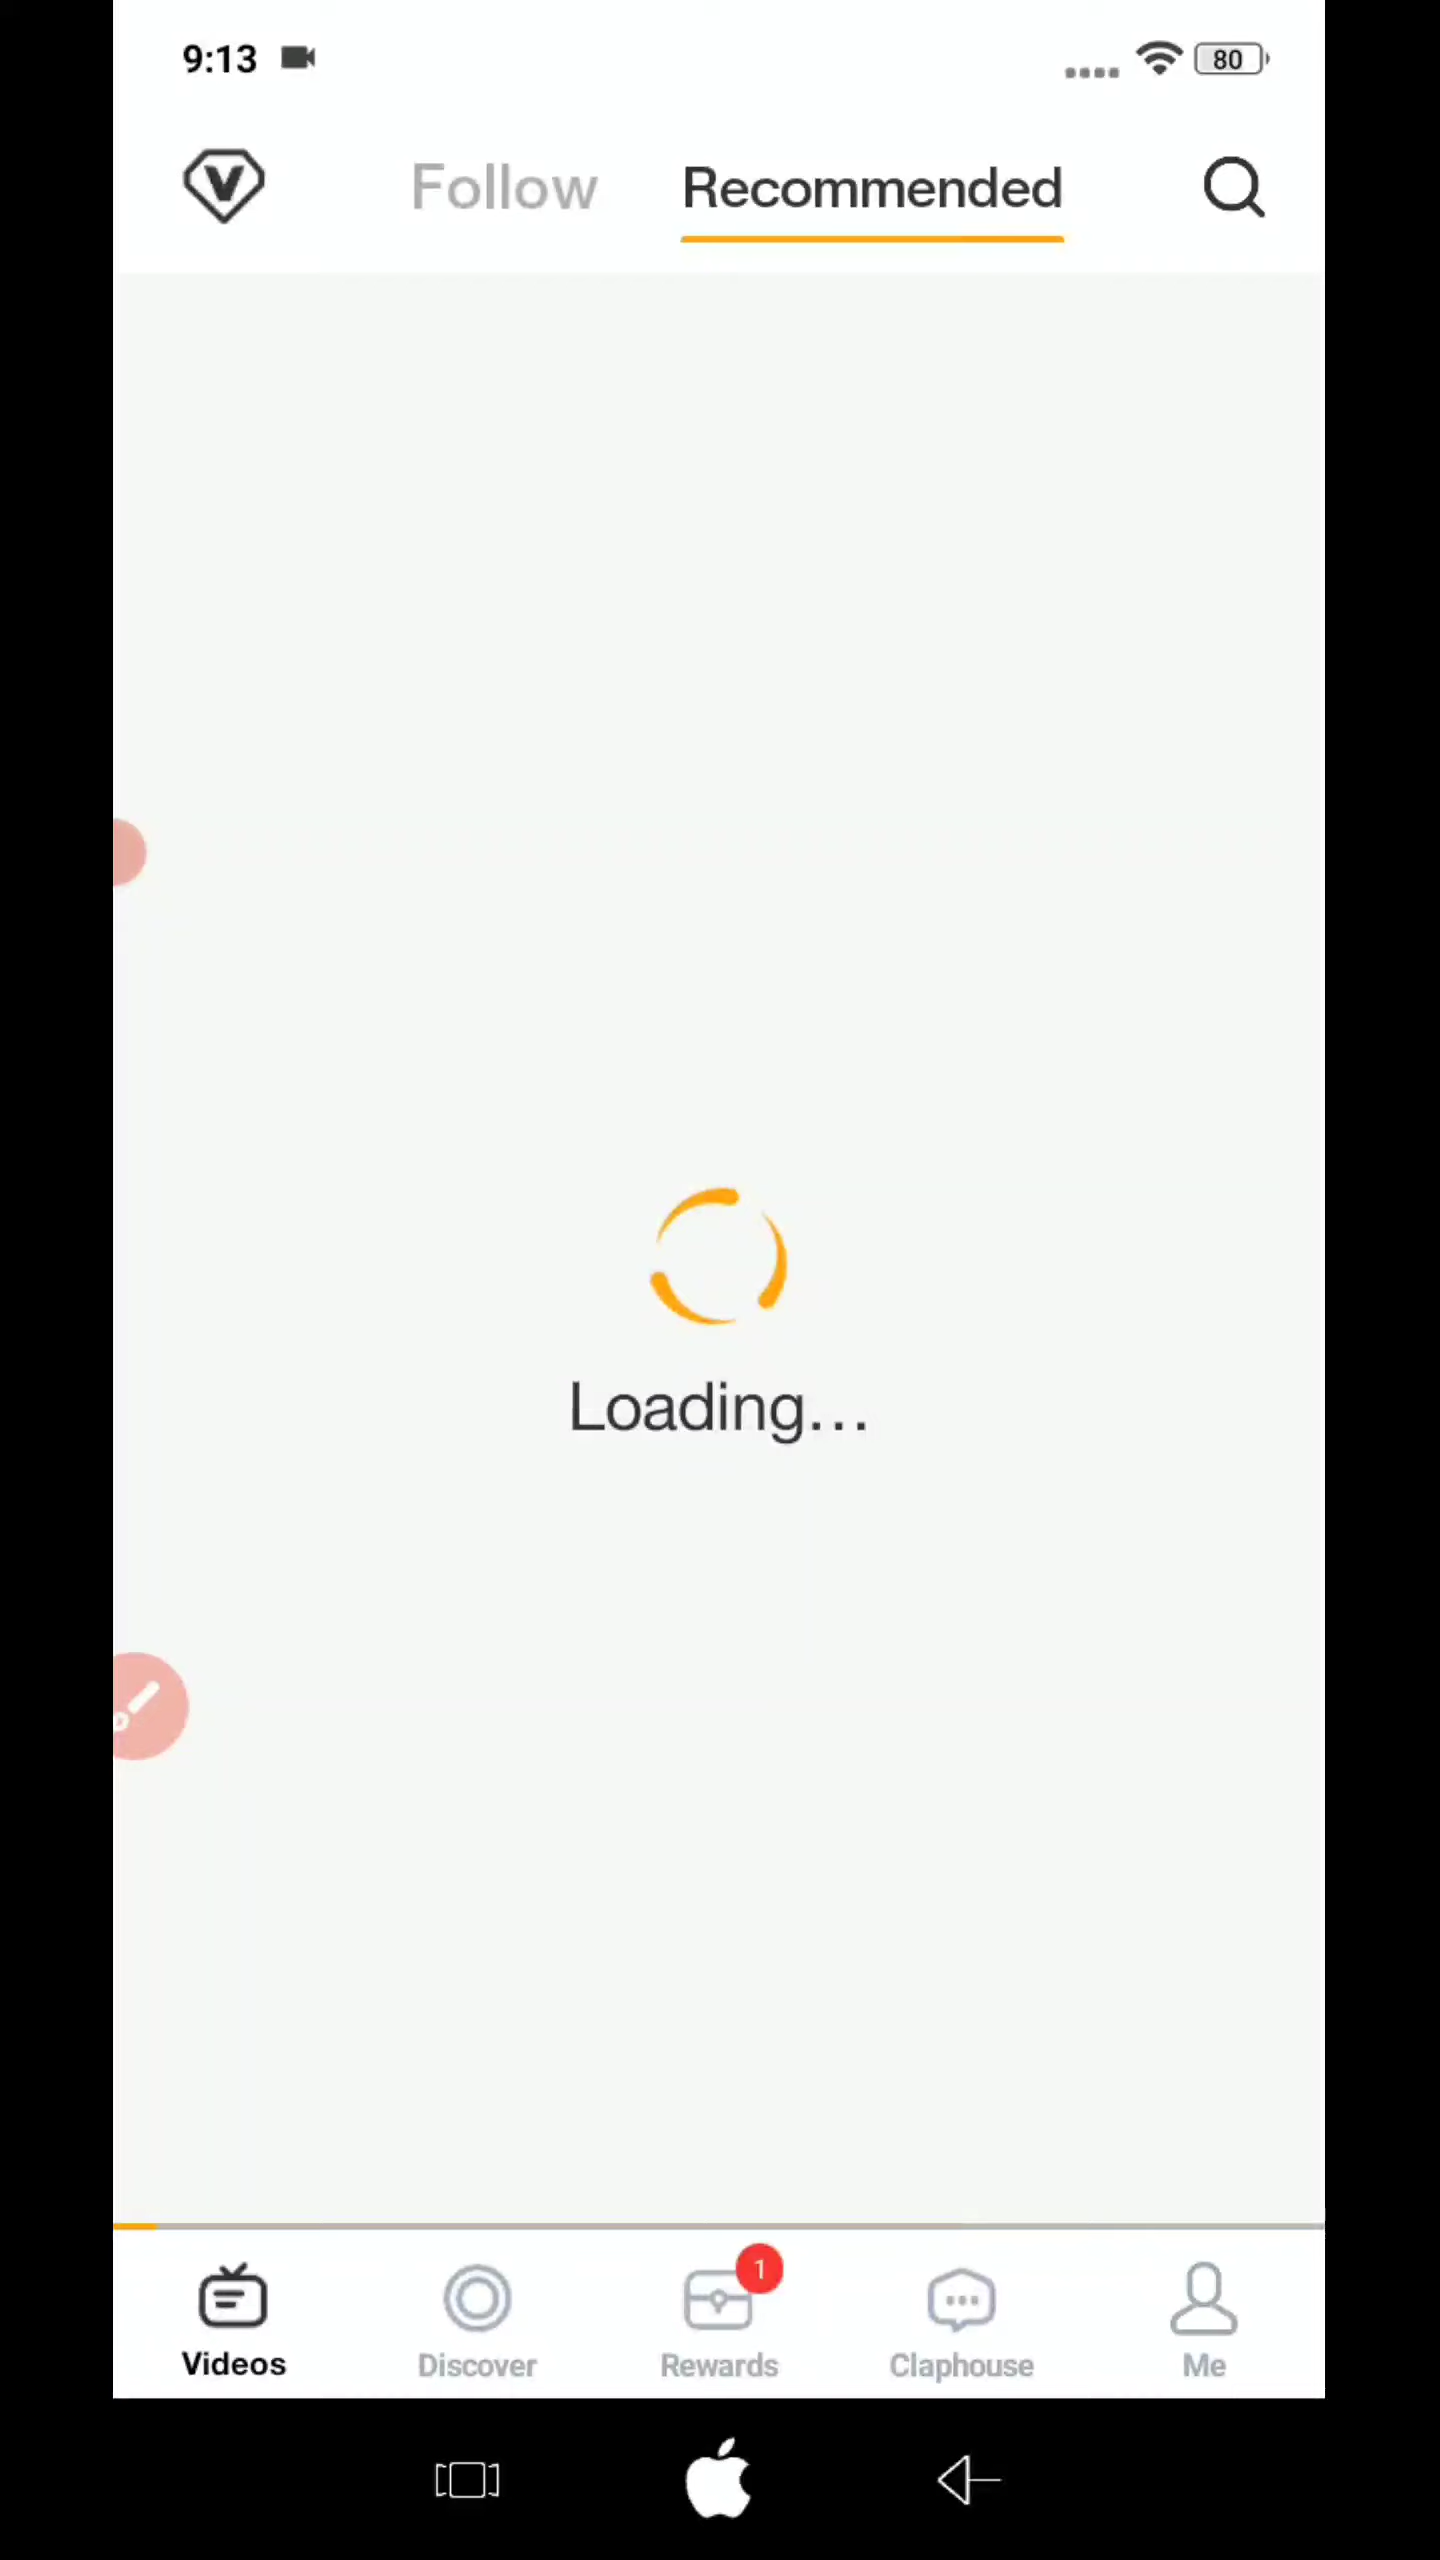 9:13
80
V
Follow
Recommended
Loading...
1
Videos
Discover
Rewards
Claphouse
Me